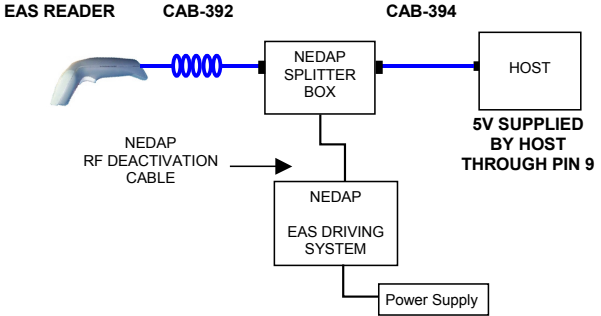 EAS READER
CAB-392
CAB-394
NEDAP
SPLITTER
BOX
HOST
5V SUPPLIED
BY HOST
THROUGH PIN 9
NEDAP
RF DEACTIVATION
CABLE
NEDAP
EAS DRIVING
SYSTEM
Power Supply